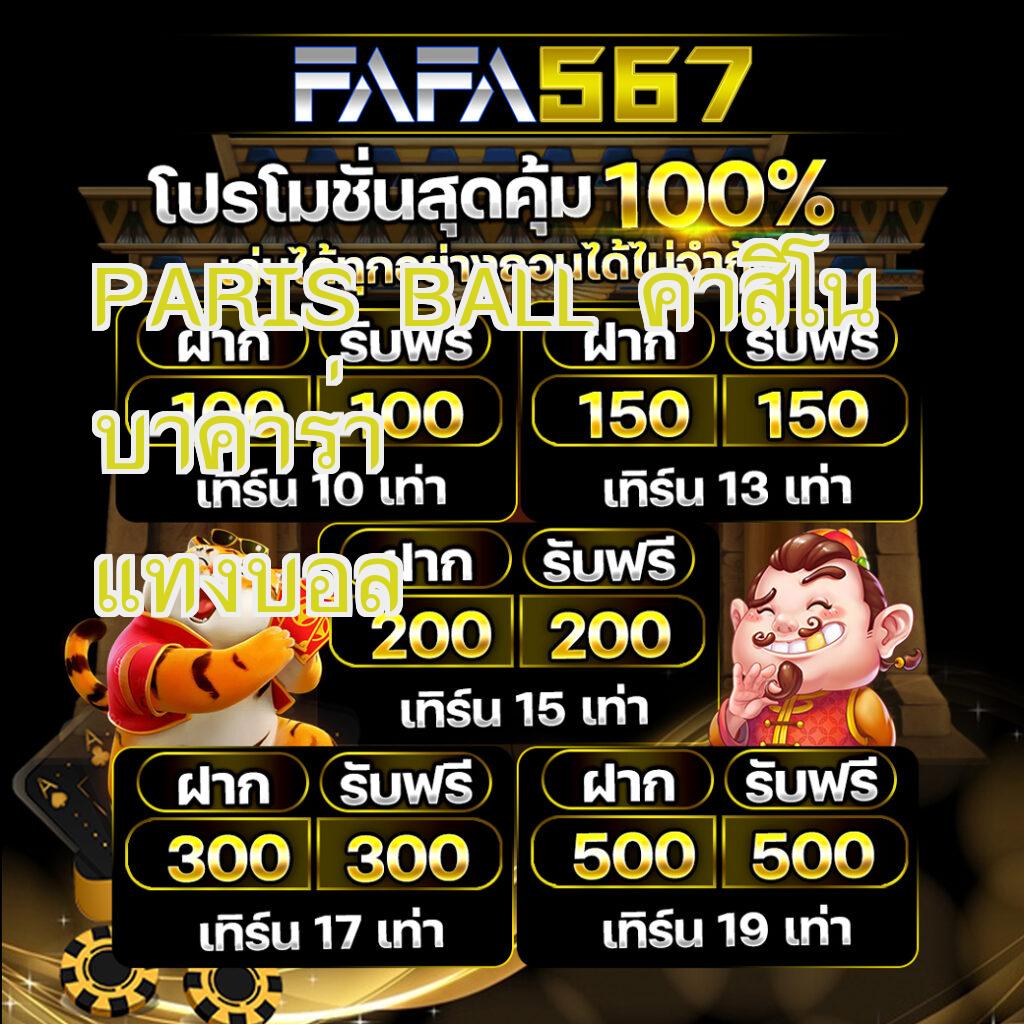 FAFA567
โปรโมชั่นสุดคุ้ม 100%
PARIS BALL คาสิโน
ฝาก รับฟรี ฝาก รับฟรี
บาคาร่า
100 100 150 150
เทิร์น 10 เท่า เทิร์น 13 เท่า
แทงบอล
ฝาก รับฟรี
200 200
เทิร์น 15 เท่า
ฝาก รับฟรี ฝาก รับฟรี
300 300 500 500
เทิร์น 17 เท่า เทิร์น 19 เท่า